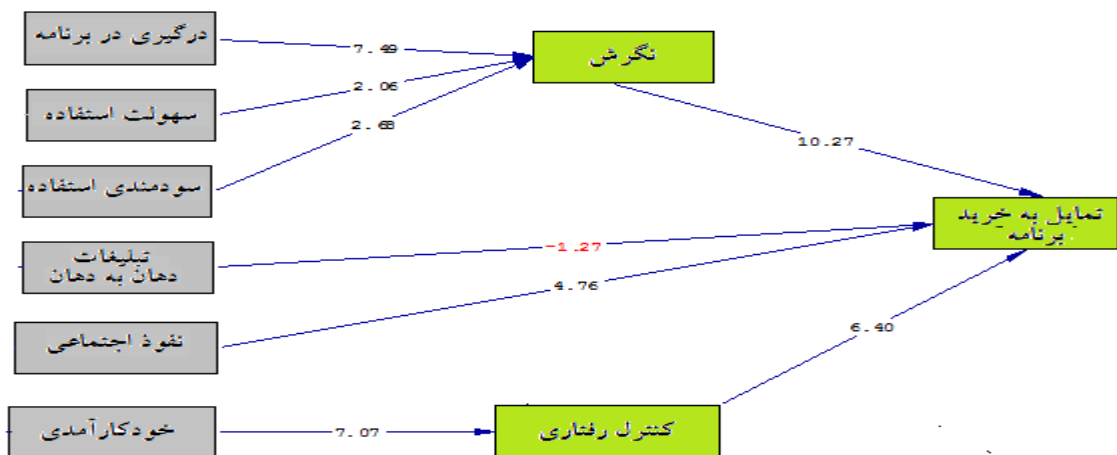 درگیری در برنامه
7.49
نگرش
سهولت استفاده
2.06
2.68
10.27
سودمندی استفاده
تمایل به خرید
برنامه
تبلیغات
دهان به دهان
-1.27
4.76
نفوذ اجتماعی
6.40
خودکارآمدی
7.07
کنترل رفتاری